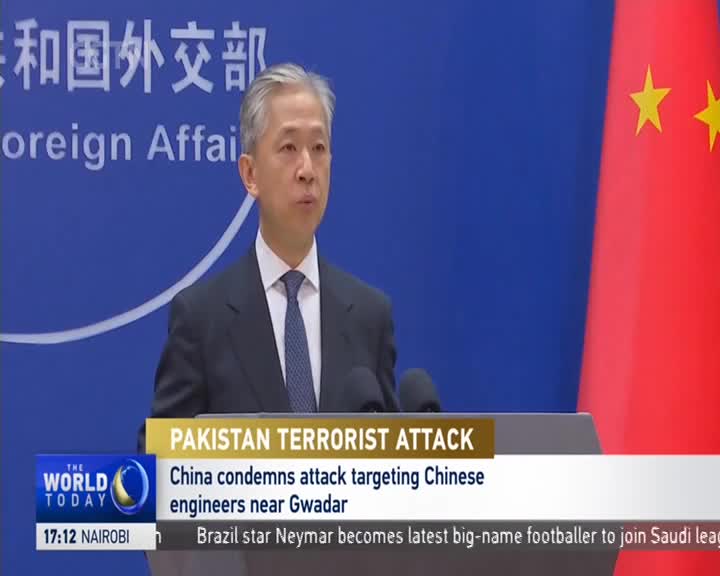 和国外交部
oreign Affai
PAKISTAN TERRORIST ATTACK
China condemns attack targeting Chinese
engineers near Gwadar
THE
WORLD
TODAY
17:12 NAIROBI
Brazil star Neymar becomes latest big-name footballer to join Saudi leag